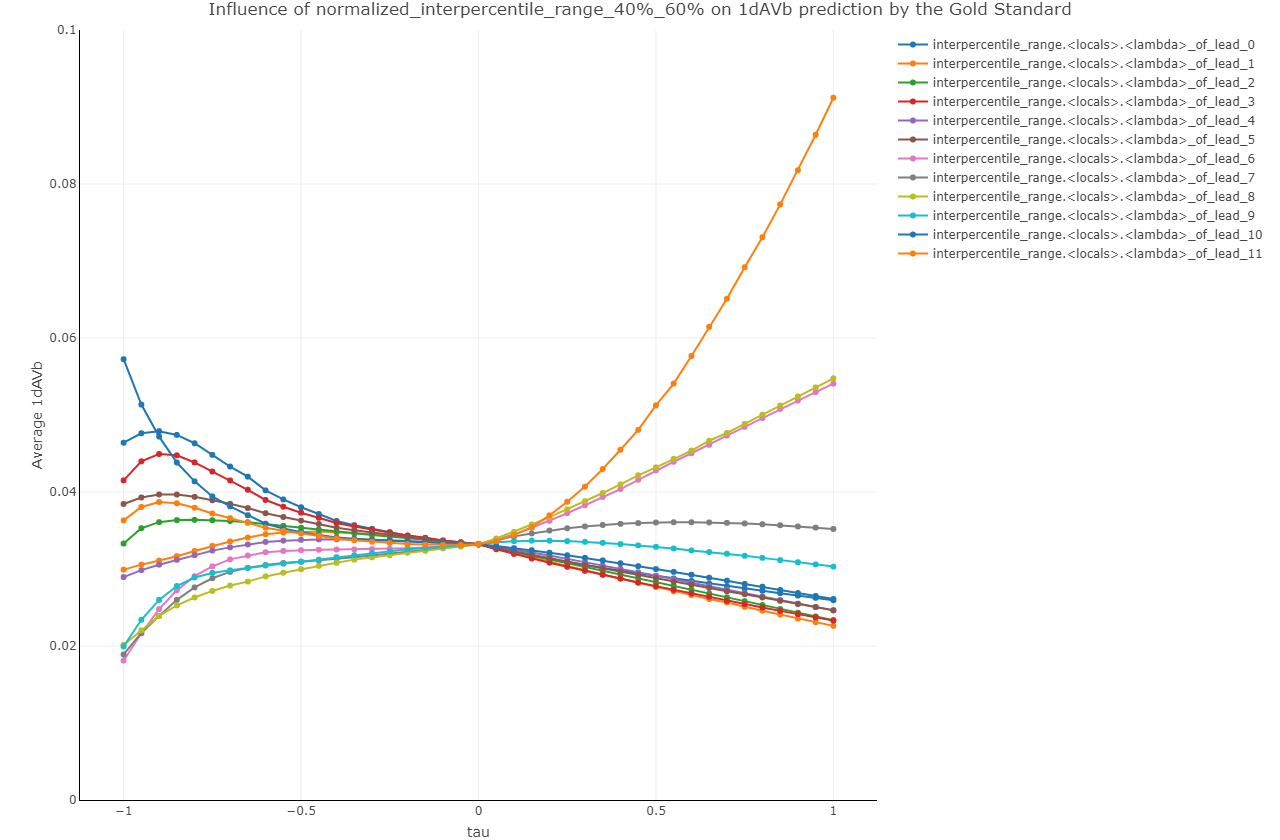 Influence of normalized_interpercentile_range_40%_60% on 1dAVb prediction by the Gold Standard
interpercentile_range.<locals>.<lambda>_of_lead_0
interpercentile_range.<locals>.<lambda>_of_lead_1
interpercentile_range.<locals>.<lambda>_of_lead_2
interpercentile_range.<locals>.<lambda>_of_lead_3
interpercentile_range.<locals>.<lambda>_of_lead_4
interpercentile_range.<locals>.<lambda>_of_lead_5
interpercentile_range.<locals>.<lambda>_of_lead_6
interpercentile_range.<locals>.<lambda>_of_lead_7
interpercentile_range.<locals>.<lambda>_of_lead_8
interpercentile_range.<locals>.<lambda>_of_lead_9
interpercentile_range.<locals>.<lambda>_of_lead_10
interpercentile_range.<locals>.<lambda>_of_lead_11
0.1
0.08
0.06
0.04
0.02
0
Average 1dAVb
−1
−0.5
0
0.5
1
tau